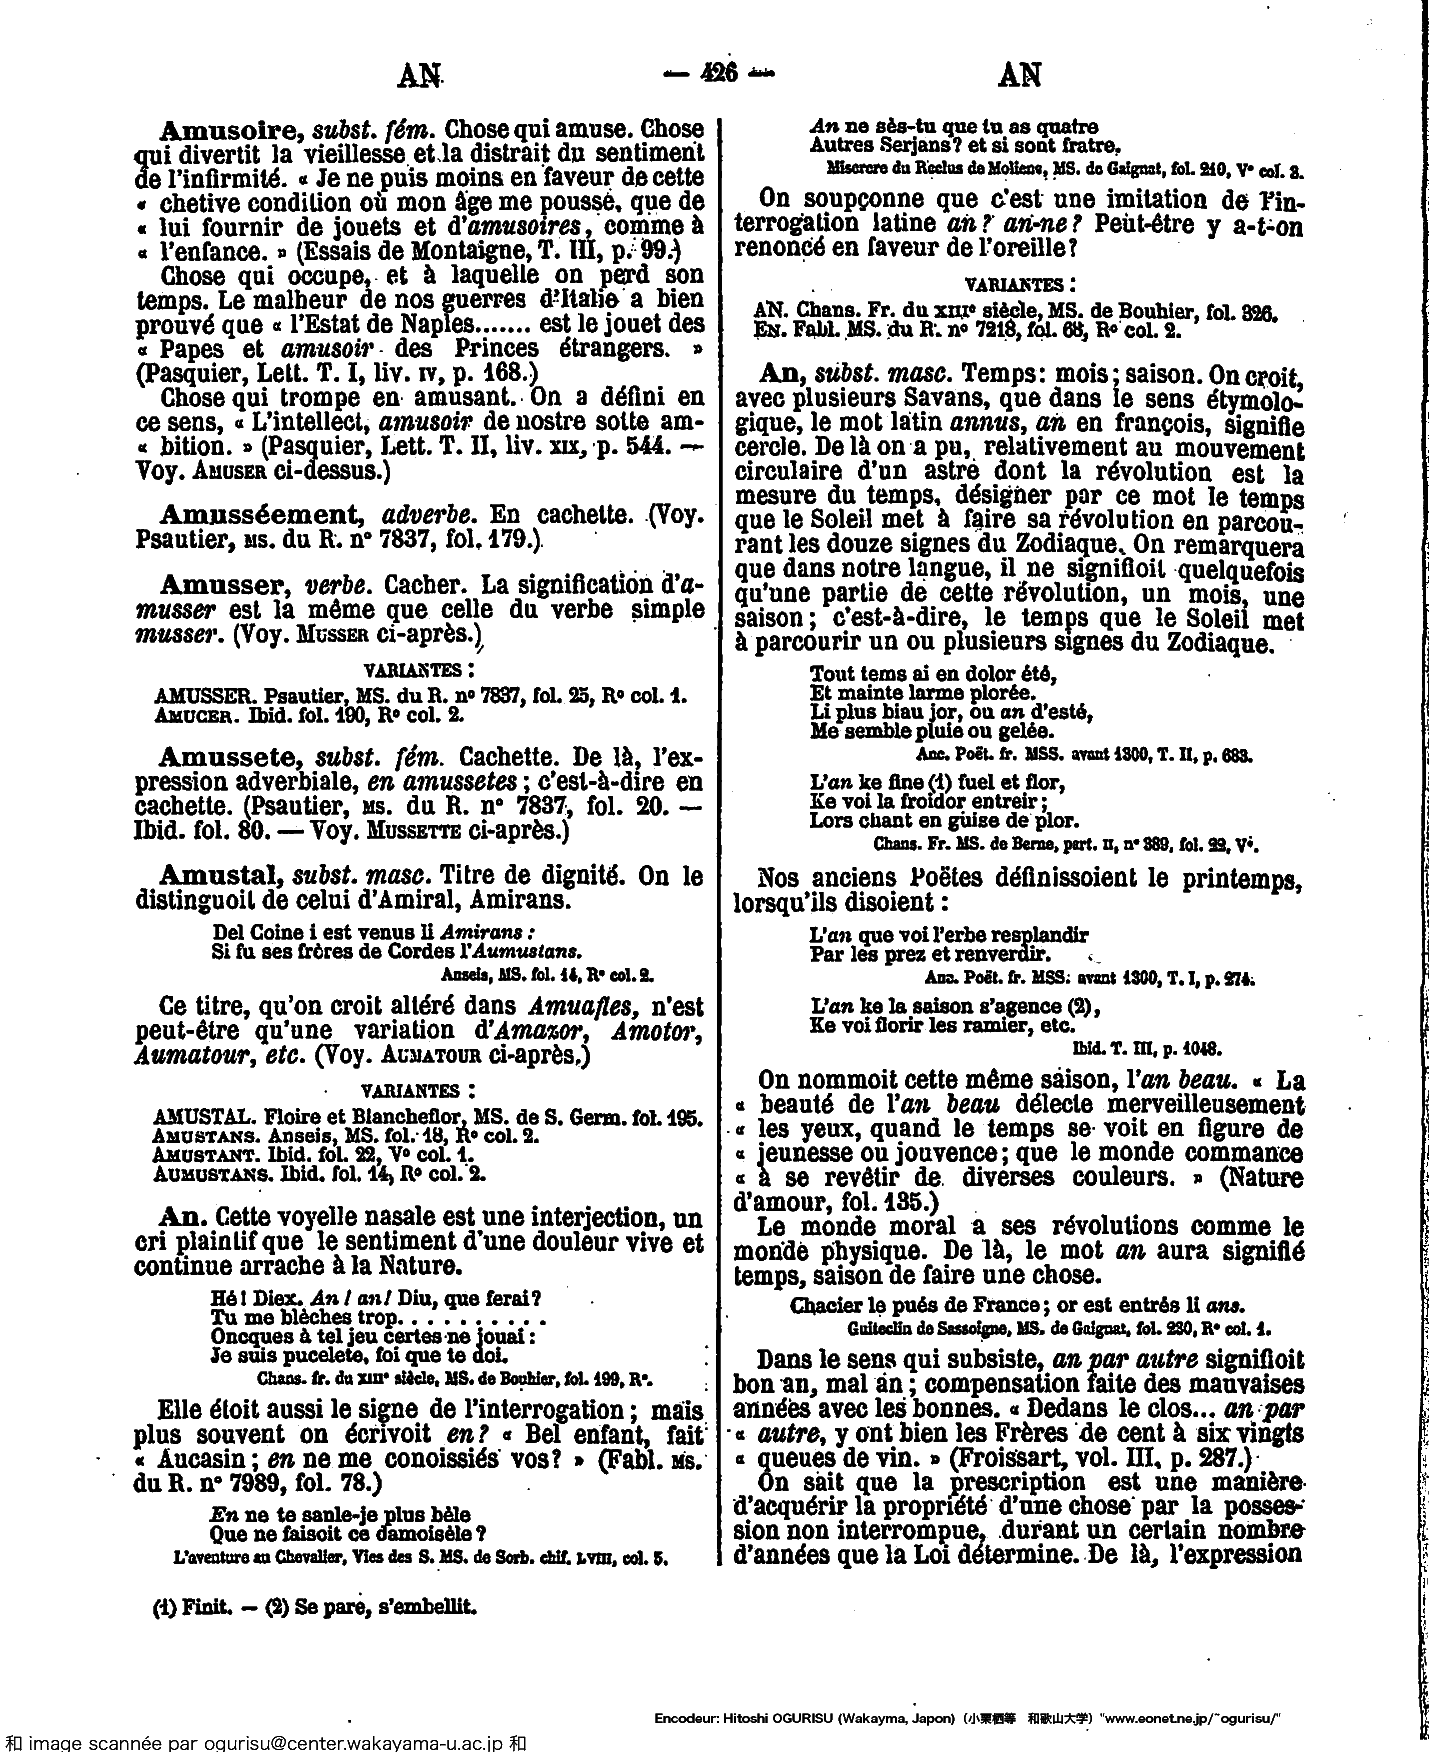 AN
— 426 —
AN
Amusoire, subst. fém. Chose qui amuse. Chose
qui divertit la vieillesse et la distrait du sentiment
de l'infirmité. « Je ne puis moins en faveur de cette
« chetive condition où mon âge me pousse, que de
« lui fournir de jouets et d'amusoires, comme à
« l'enfance. » (Essais de Montaigne, T. III, p. 99.)
Chose qui occupe, et à laquelle on perd son
temps. Le malheur de nos guerres d'Italie a bien
prouvé que « l'Estat de Naples....... est le jouet des
« Papes et amusoir des Princes étrangers. »
(Pasquier, Lett. T. I, liv. IV, p. 168.)
Chose qui trompe en amusant. On a défini en
ce sens, « L'intellect, amusoir de nostre sotte am-
« bition. » (Pasquier, Lett. T. II, liv. XIX, p. 544. —
Voy. AMUSER ci-dessus.)
Amusséement, adverbe. En cachette. (Voy.
Psautier, MS. du R. nº 7837, fol. 179.)
Amusser, verbe. Cacher. La signification d'a-
musser est la même que celle du verbe simple
musser. (Voy. MUSSER ci-après.)
VARIANTES :
AMUSSER. Psautier, MS. du R. nº 7837, fol. 25, Rº col. 1.
AMUCER. Ibid. fol. 190, Rº col. 2.
Amussete, subst. fém. Cachette. De là, l'ex-
pression adverbiale, en amussetes ; c'est-à-dire en
cachette. (Psautier, MS. du R. nº 7837, fol. 20. —
Ibid. fol. 80. — Voy. MUSSETTE ci-après.)
Amustal, subst. masc. Titre de dignité. On le
distinguoit de celui d'Amiral, Amirans.
Del Coine i est venus li Amirans :
Si fu ses frères de Cordes l'Aumustans.
Anseis, MS. fol. 14, Rº col. 2.
Ce titre, qu'on croit altéré dans Amuafles, n'est
peut-être qu'une variation d'Amazor, Amotor,
Aumatour, etc. (Voy. AUMATOUR ci-après.)
VARIANTES :
AMUSTAL. Floire et Blancheflor, MS. de S. Germ. fol. 195.
AMUSTANS. Anseis, MS. fol. 18, Rº col. 2.
AMUSTANT. Ibid. fol. 22, Vº col. 1.
AUMUSTANS. Ibid. fol. 14, Rº col. 2.
An. Cette voyelle nasale est une interjection, un
cri plaintif que le sentiment d'une douleur vive et
continue arrache à la Nature.
Hé! Diex. An! an! Diu, que ferai?
Tu me blèches trop. . . . . . . . . .
Oncques à tel jeu certes ne jouai :
Je suis pucelete, foi que te doi.
Chans. fr. du XIIIe siècle, MS. de Bouhier, fol. 199, Rº.
Elle étoit aussi le signe de l'interrogation ; mais
plus souvent on écrivoit en? « Bel enfant, fait
« Aucasin ; en ne me conoissiés vos? » (Fabl. MS.
du R. nº 7989, fol. 78.)
En ne te sanle-je plus bèle
Que ne faisoit ce damoisèle ?
L'aventure au Chevalier, Vies des S. MS. de Sorb. chif. LVIII, col. 5.
An ne sès-tu que tu as quatre
Autres Serjans? et si sont fratre.
Miserere du Reclus de Moliens, MS. de Gaignat, fol. 210, Vº col. 3.
On soupçonne que c'est une imitation de l'in-
terrogation latine an? an-ne? Peut-être y a-t-on
renoncé en faveur de l'oreille?
VARIANTES :
AN. Chans. Fr. du XIIIe siècle, MS. de Bouhier, fol. 326.
EN. Fabl. MS. du R. nº 7218, fol. 68, Rº col. 2.
An, subst. masc. Temps : mois ; saison. On croit,
avec plusieurs Savans, que dans le sens étymolo-
gique, le mot latin annus, an en françois, signifie
cercle. De là on a pu, relativement au mouvement
circulaire d'un astre dont la révolution est la
mesure du temps, désigner par ce mot le temps
que le Soleil met à faire sa révolution en parcou-
rant les douze signes du Zodiaque. On remarquera
que dans notre langue, il ne signifioit quelquefois
qu'une partie de cette révolution, un mois, une
saison ; c'est-à-dire, le temps que le Soleil met
à parcourir un ou plusieurs signes du Zodiaque.
Tout tems ai en dolor été,
Et mainte larme plorée.
Li plus biau jor, ou an d'esté,
Me semble pluie ou gelée.
Anc. Poët. fr. MSS. avant 1300, T. II, p. 683.
L'an ke fine (1) fuel et flor,
Ke voi la froidor entreir ;
Lors chant en guise de plor.
Chans. Fr. MS. de Berne, part. II, nº 389, fol. 22, Vº.
Nos anciens Poëtes définissoient le printemps,
lorsqu'ils disoient :
L'an que voi l'erbe resplandir
Par les prez et renverdir.
Anc. Poët. fr. MSS. avant 1300, T. I, p. 274.
L'an ke la saison s'agence (2),
Ke voi florir les ramier, etc.
Ibid. T. III, p. 1048.
On nommoit cette même saison, l'an beau. « La
« beauté de l'an beau délecte merveilleusement
« les yeux, quand le temps se voit en figure de
« jeunesse ou jouvence ; que le monde commance
« à se revêtir de diverses couleurs. » (Nature
d'amour, fol. 135.)
Le monde moral a ses révolutions comme le
monde physique. De là, le mot an aura signifié
temps, saison de faire une chose.
Chacier le pués de France ; or est entrés li ans.
Guiteclin de Sassoigne, MS. de Gaignat, fol. 230, Rº col. 1.
Dans le sens qui subsiste, an par autre signifioit
bon an, mal an ; compensation faite des mauvaises
années avec les bonnes. « Dedans le clos... an par
« autre, y ont bien les Frères de cent à six vingts
« queues de vin. » (Froissart, vol. III, p. 287.)
On sait que la prescription est une manière
d'acquérir la propriété d'une chose par la posses-
sion non interrompue, durant un certain nombre
d'années que la Loi détermine. De là, l'expression
(1) Finit. — (2) Se pare, s'embellit.
Encodeur: Hitoshi OGURISU (Wakayma, Japon) (小栗栖等 和歌山大学) "www.eonet.ne.jp/~ogurisu/"
和 image scannée par ogurisu@center.wakayama-u.ac.jp 和